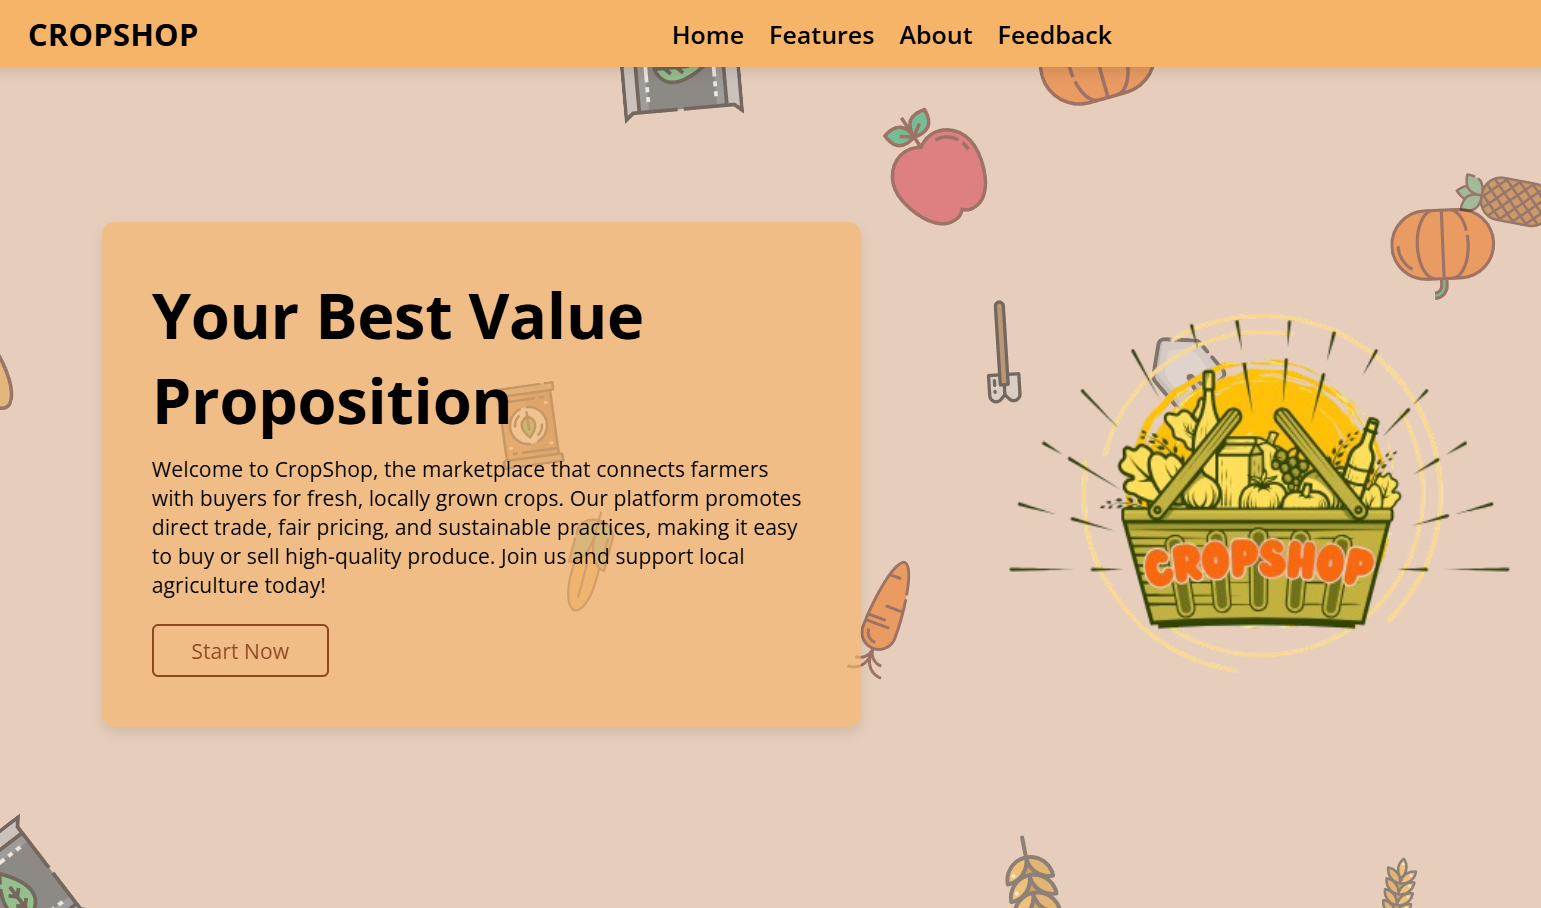 CROPSHOP
Home Features About Feedback
Your Best Value
Proposition
Welcome to CropShop, the marketplace that connects farmers
with buyers for fresh, locally grown crops. Our platform promotes
direct trade, fair pricing, and sustainable practices, making it easy
to buy or sell high-quality produce. Join us and support local
agriculture today!
Start Now
CROPSHOP